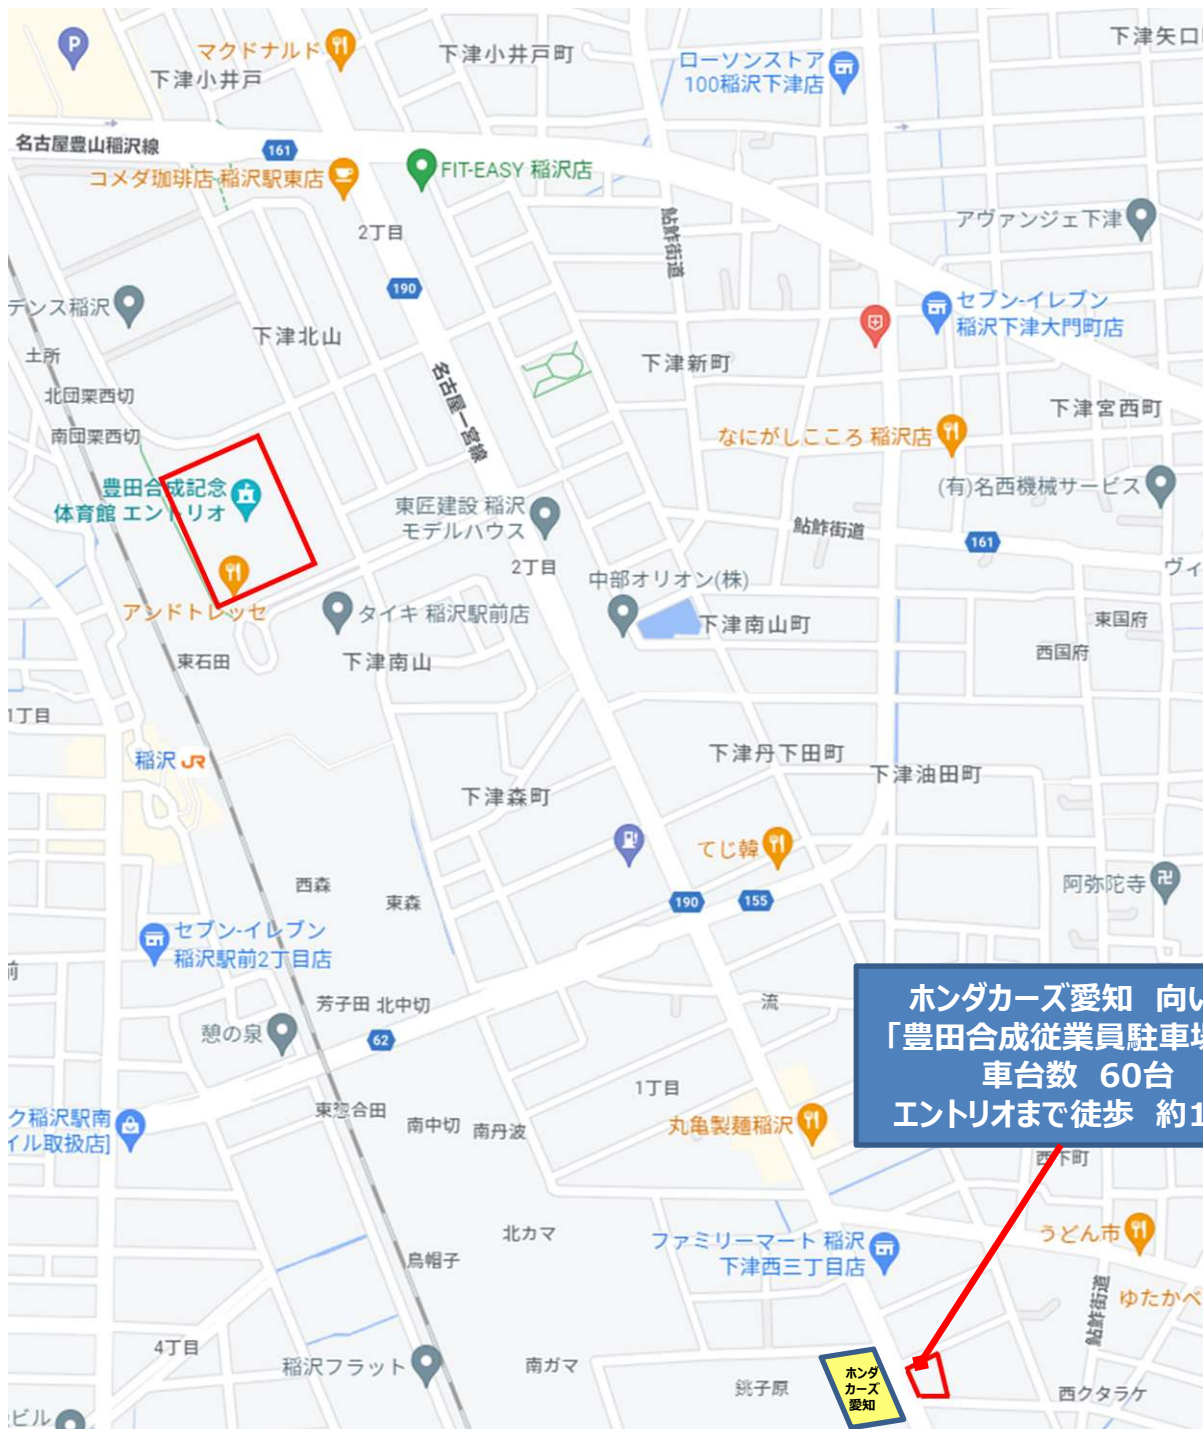 マクドナルド
下津小井戸
下津小井戸町
ローソンストア
100稲沢下津店
下津矢口
名古屋豊山稲沢線
161
コメダ珈琲店 稲沢駅東店
FIT-EASY 稲沢店
2丁目
鮎鮓街道
アヴァンジェ下津
190
デンス稲沢
セブン-イレブン
稲沢下津大門町店
下津北山
土所
下津新町
北団栗西切
名古屋一宮線
下津宮西町
南団栗西切
なにがしこころ 稲沢店
豊田合成記念
体育館 エントリオ
東匠建設 稲沢
モデルハウス
(有)名西機械サービス
鮎鮓街道
161
2丁目
中部オリオン(株)
ヴィ
アンドトレッセ
タイキ 稲沢駅前店
下津南山町
東国府
東石田
下津南山
西国府
1丁目
稲沢 JR
下津丹下田町
下津油田町
下津森町
てじ韓
西森
東森
190
155
阿弥陀寺
セブン-イレブン
稲沢駅前2丁目店
前
芳子田
北中切
流
憩の泉
62
ホンダカーズ愛知 向い
「豊田合成従業員駐車場
車台数 60台
エントリオまで徒歩 約1
1丁目
ク稲沢駅南
イル取扱店]
東惣合田
南中切
南丹波
丸亀製麺稲沢
西下町
北カマ
ファミリーマート 稲沢
下津西三丁目店
うどん市
烏帽子
鮎鮓街道
ゆたかべ
4丁目
稲沢フラット
南ガマ
銚子原
ホンダ
カーズ
愛知
西クタラケ
ビル